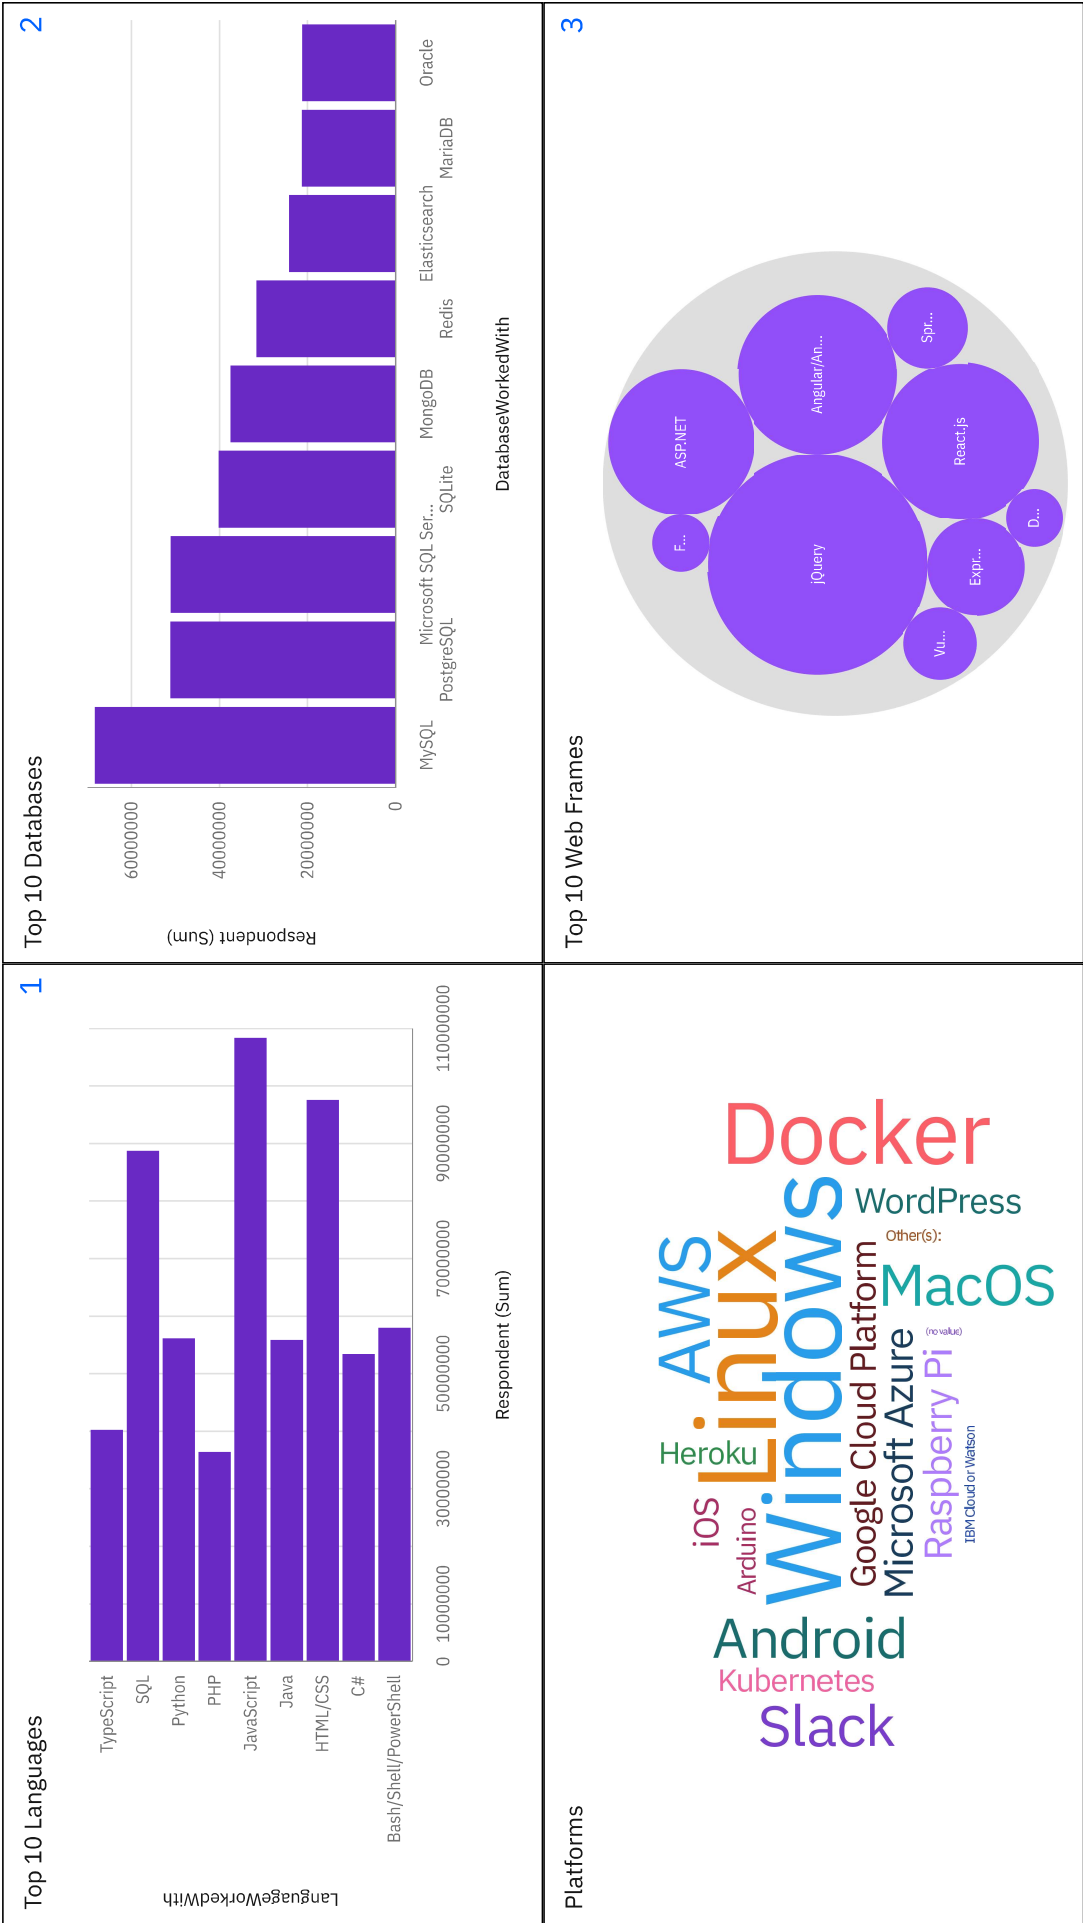 Top 10 Languages
1
LanguageWorkedWith
TypeScript
SQL
Python
PHP
JavaScript
Java
HTML/CSS
C#
Bash/Shell/PowerShell
0
10000000
30000000
50000000
70000000
90000000
110000000
Respondent (Sum)
Top 10 Databases
2
Respondent (Sum)
60000000
40000000
20000000
0
MySQL
PostgreSQL
Microsoft SQL Ser...
SQLite
MongoDB
Redis
Elasticsearch
MariaDB
Oracle
DatabaseWorkedWith
Platforms
AWS
Heroku
Linux
iOS
Arduino
Windows
Docker
Google Cloud Platform
WordPress
Microsoft Azure
Other(s):
MacOS
Raspberry Pi
(no value)
IBM Cloud or Watson
Android
Kubernetes
Slack
Top 10 Web Frames
3
ASP.NET
F...
Angular/An...
jQuery
Spr...
React.js
Vu...
Expr...
D...